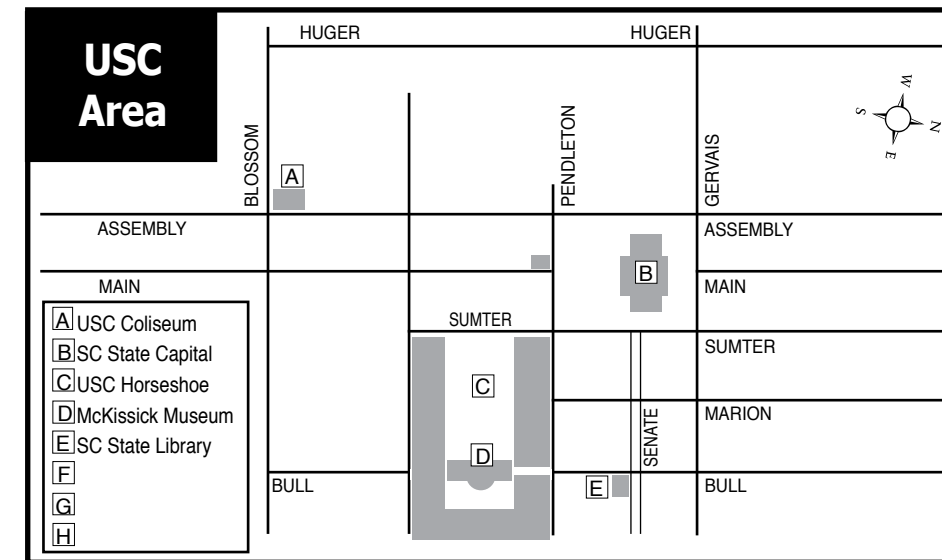 USC
Area
HUGER
HUGER
BLOSSOM
PENDLETON
GERVAIS
W
S
N
E
A
ASSEMBLY
ASSEMBLY
B
MAIN
MAIN
A USC Coliseum
B SC State Capital
C USC Horseshoe
D McKissick Museum
E SC State Library
F
G
H
SUMTER
SUMTER
C
MARION
SENATE
D
BULL
E
BULL